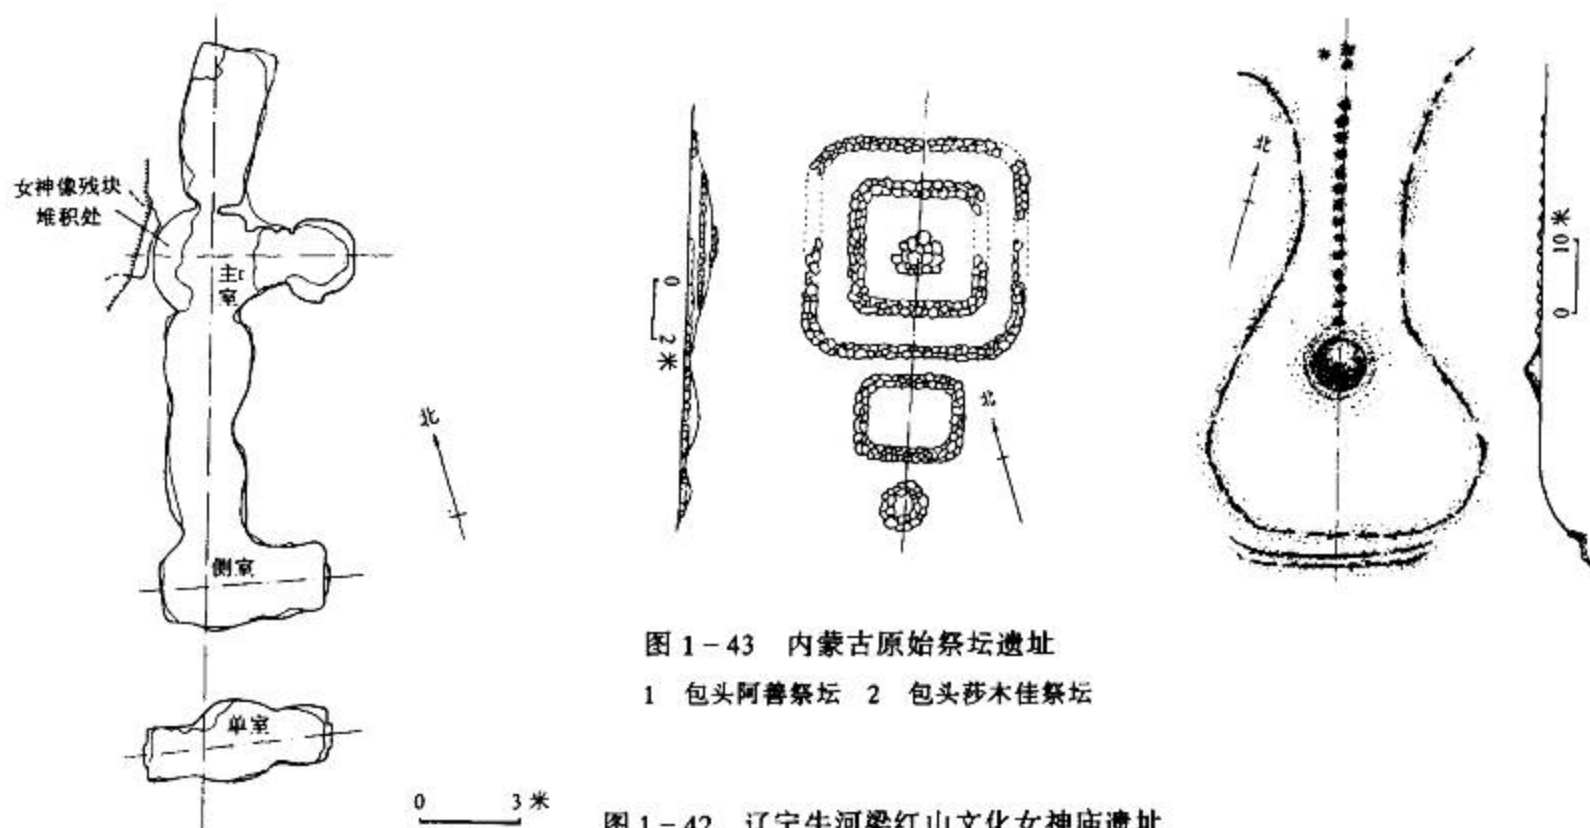 女神像残块
堆积处
主
室
北
侧室
单室
0 3 米
0 2 米
北
北
0 10 米
图 1-43 内蒙古原始祭坛遗址
1 包头阿善祭坛 2 包头莎木佳祭坛
图 1-42 辽宁牛河梁红山文化女神庙遗址